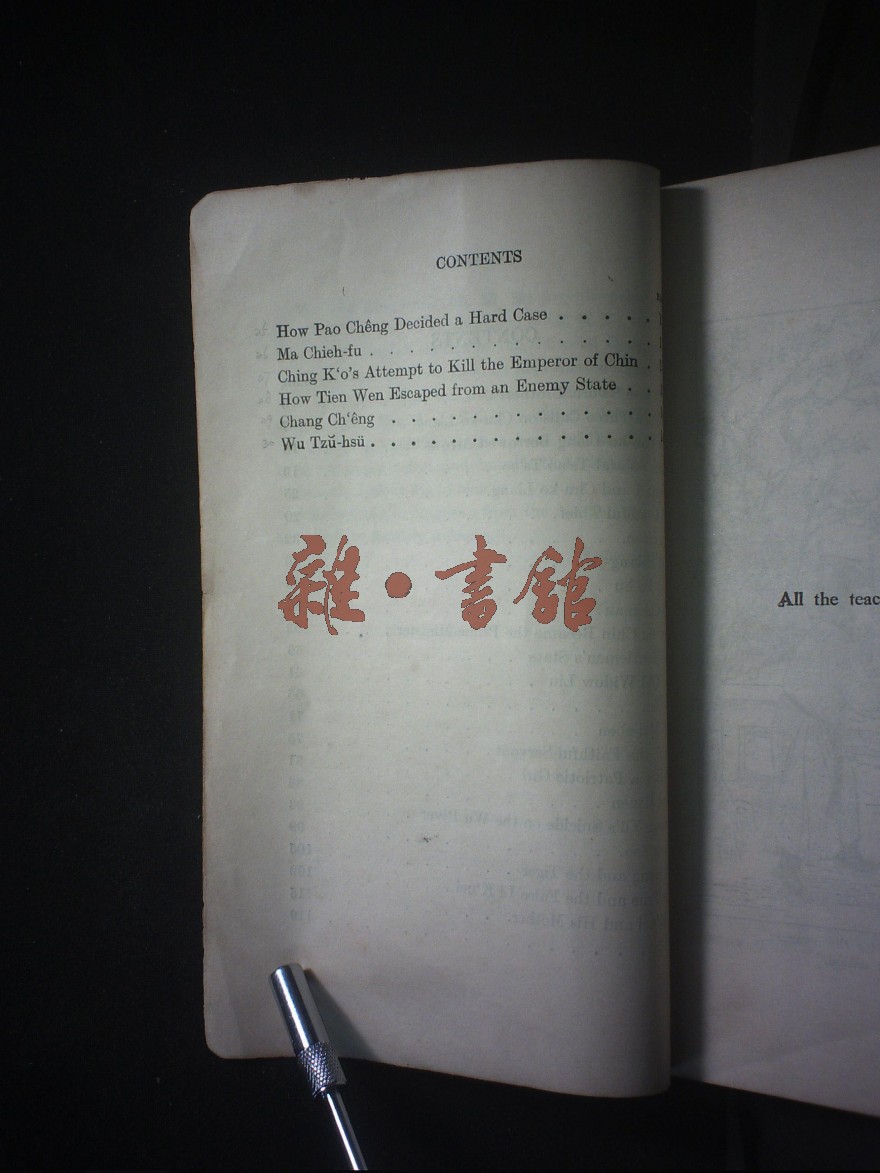 CONTENTS
How Pao Chêng Decided a Hard Case . . . . .
Ma Chieh-fu . . . . . . . . . . . .
Ching K‘o’s Attempt to Kill the Emperor of Chin .
How Tien Wen Escaped from an Enemy State . .
Chang Ch‘êng . . . . . . . . . . . .
Wu Tzŭ-hsü . . . . . . . . . . . .
雜•書館
All the teac